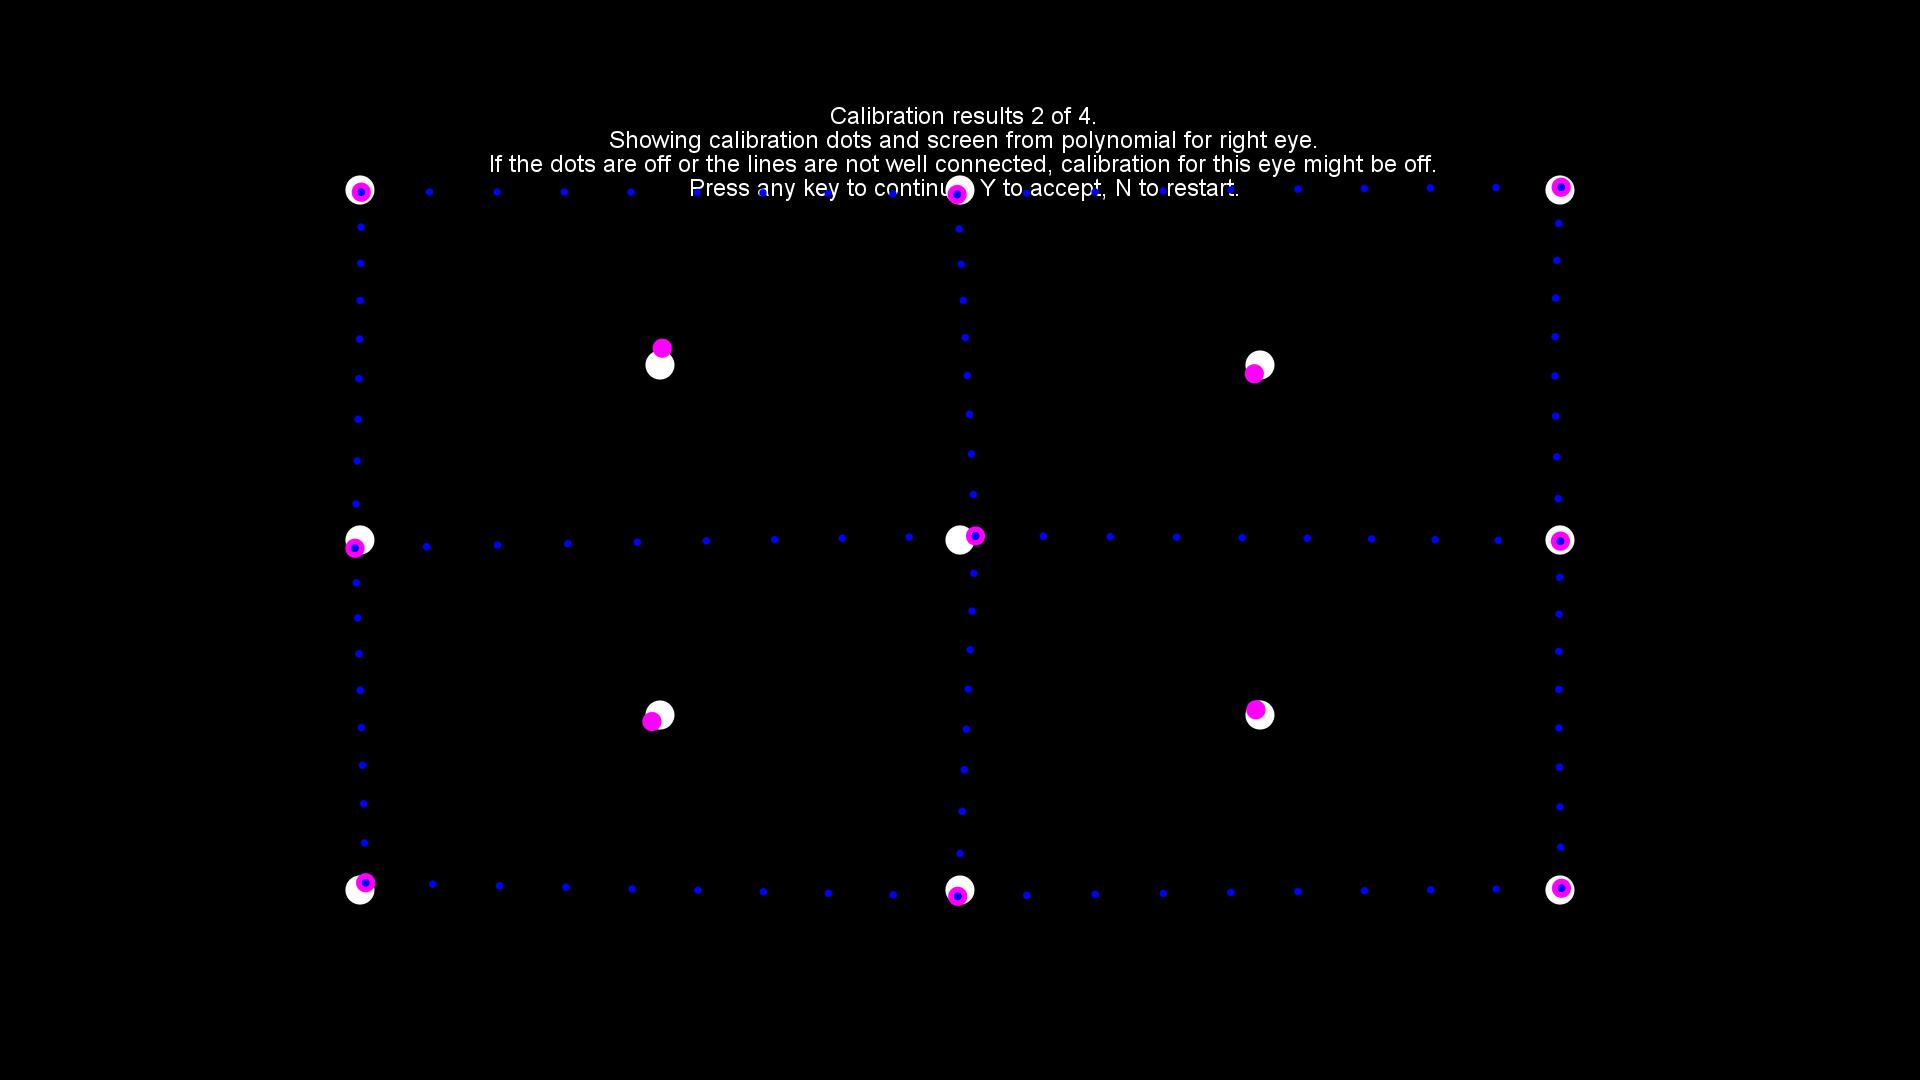 Calibration results 2 of 4.
Showing calibration dots and screen from polynomial for right eye.
If the dots are off or the lines are not well connected, calibration for this eye might be off.
Press any key to continue, Y to accept, N to restart.